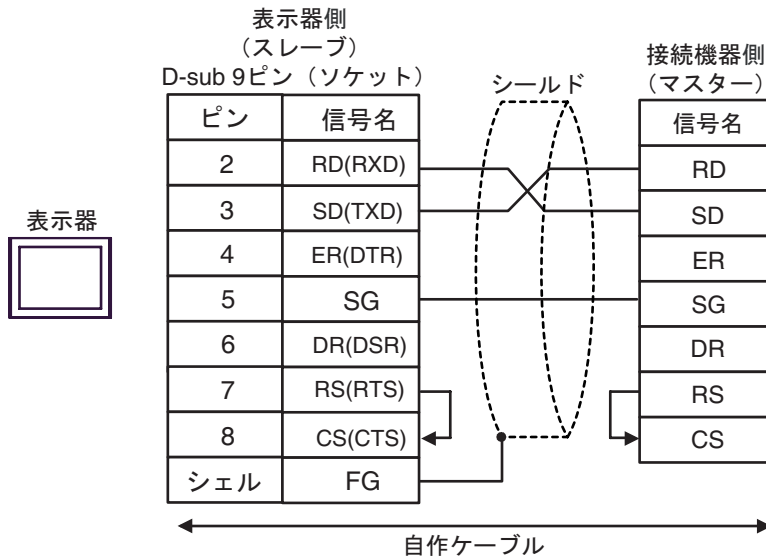 表示器側
(スレーブ)
D-sub 9ピン(ソケット)
シールド
接続機器側
(マスター)
ピン 信号名 信号名
2 RD(RXD) RD
3 SD(TXD) SD
表示器
4 ER(DTR) ER
5 SG SG
6 DR(DSR) DR
7 RS(RTS) RS
8 CS(CTS) CS
シェル FG
自作ケーブル